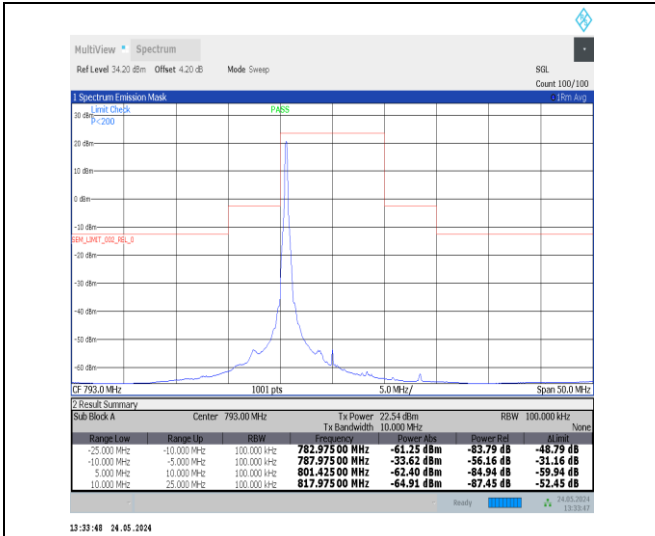 MultiView Spectrum
Ref Level 34.20 dBm Offset 4.20 dB Mode Sweep SGL
Count 100/100
1 Spectrum Emission Mask 1Rm Avg
Limit Check PASS
30 dBm
P<200
20 dBm
10 dBm
0 dBm
-10 dBm
SEM_LIMIT_002_REL_0
-20 dBm
-30 dBm
-40 dBm
-50 dBm
-60 dBm
CF 793.0 MHz 1001 pts 5.0 MHz/ Span 50.0 MHz
2 Result Summary
Sub Block A Center 793.00 MHz Tx Power 22.54 dBm RBW 100.000 kHz
Tx Bandwidth 10.000 MHz None
Range Low Range Up RBW Frequency Power Abs Power Rel ΔLimit
-25.000 MHz -10.000 MHz 100.000 kHz 782.97500 MHz -61.25 dBm -83.79 dB -48.79 dB
-10.000 MHz -5.000 MHz 100.000 kHz 787.97500 MHz -33.62 dBm -56.16 dB -31.16 dB
5.000 MHz 10.000 MHz 100.000 kHz 801.42500 MHz -62.40 dBm -84.94 dB -59.94 dB
10.000 MHz 25.000 MHz 100.000 kHz 817.97500 MHz -64.91 dBm -87.45 dB -52.45 dB
Ready 24.05.2024
13:33:47
13:33:48 24.05.2024